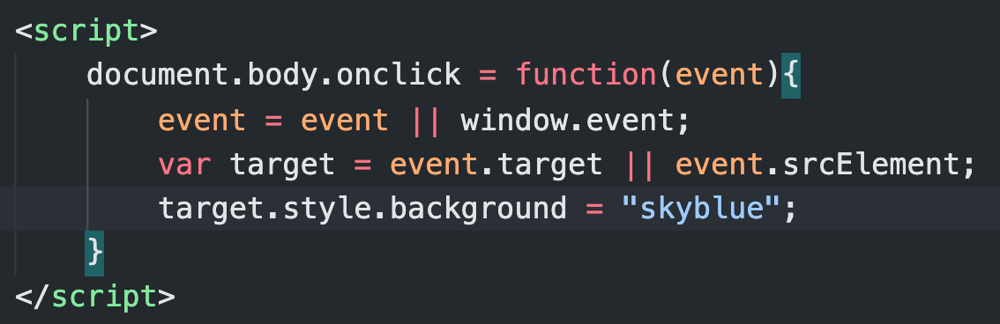 <script>
    document.body.onclick = function(event){
        event = event || window.event;
        var target = event.target || event.srcElement;
        target.style.background = "skyblue";
    }
</script>